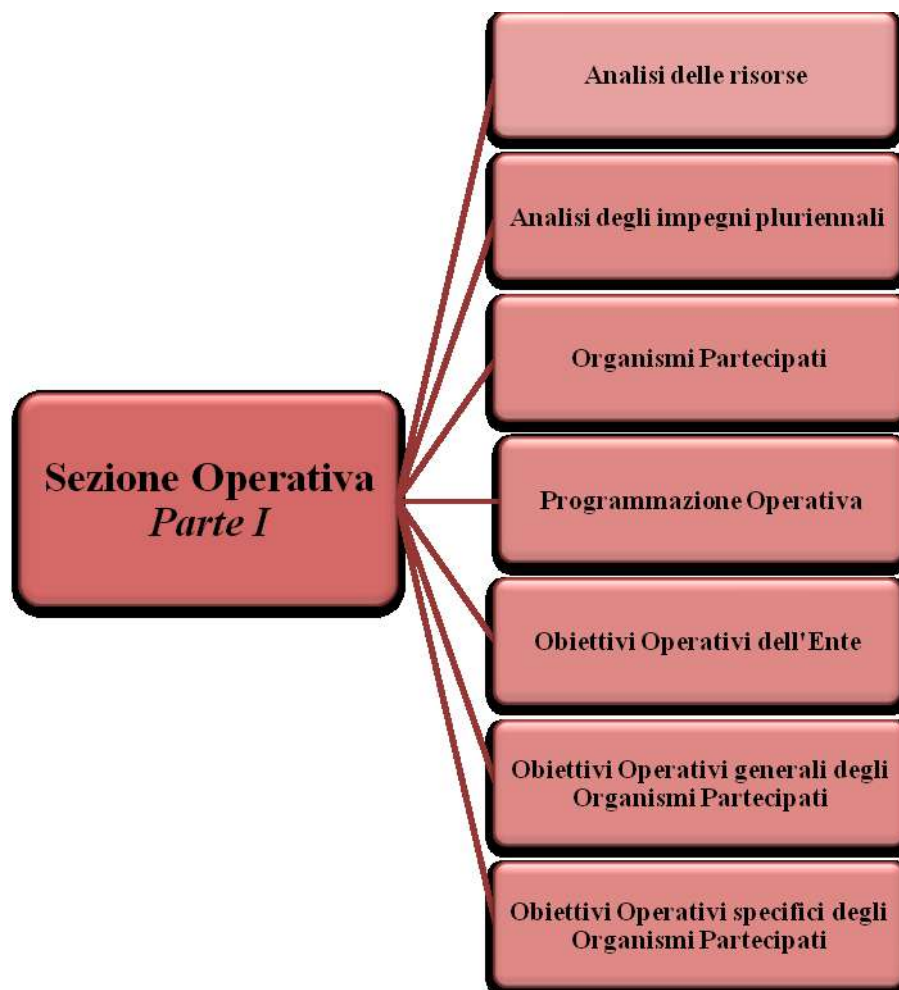 Analisi delle risorse
Analisi degli impegni pluriennali
Organismi Partecipati
Sezione Operativa
Parte I
Programmazione Operativa
Obiettivi Operativi dell'Ente
Obiettivi Operativi generali degli
Organismi Partecipati
Obiettivi Operativi specifici degli
Organismi Partecipati